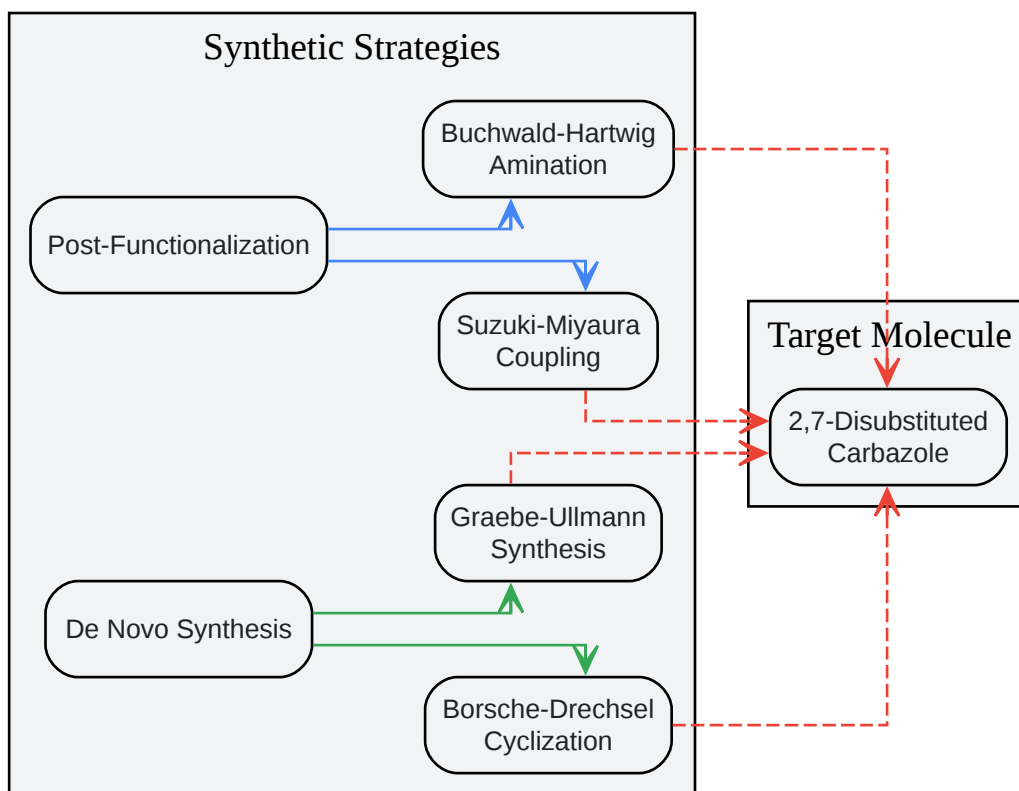 Synthetic Strategies
Buchwald-Hartwig
Amination
Post-Functionalization
Suzuki-Miyaura
Coupling
Target Molecule
2,7-Disubstituted
Carbazole
Graebe-Ullmann
Synthesis
De Novo Synthesis
Borsche-Drechsel
Cyclization